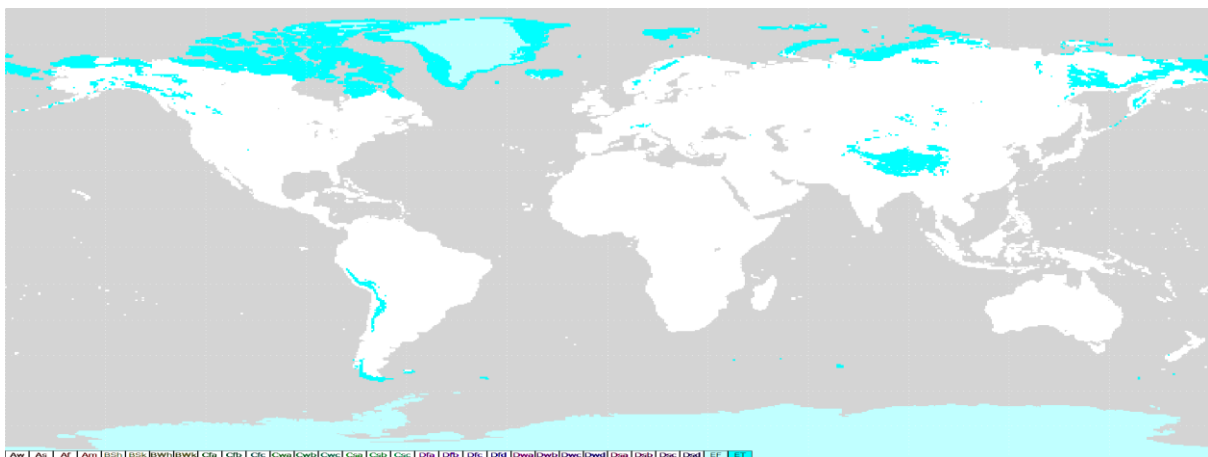 Aw As Af Am BSh BSk BWh BWk Cfa Cfb Cfc Cwa Cwb Cwc Csa Csb Csc Dfa Dfb Dfc Dfd Dwa Dwb Dwc Dwd Dsa Dsb Dsc Dsd EF ET